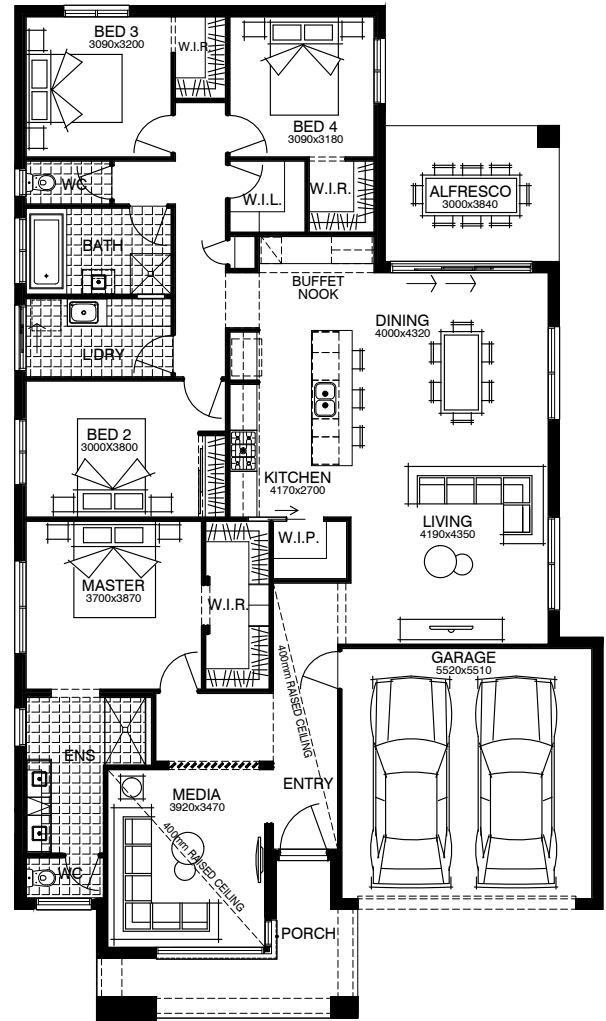 BED 3
3090x3200
W.I.R.
BED 4
3090x3180
WC
W.I.L.
W.I.R.
ALFRESCO
3000x3840
BATH
BUFFET
NOOK
DINING
4000x4320
L'DRY
BED 2
3000X3800
KITCHEN
4170x2700
LIVING
4190x4350
W.I.P.
MASTER
3700x3870
W.I.R.
GARAGE
5520x5510
400mm RAISED CEILING
ENS
MEDIA
3920x3470
ENTRY
400mm RAISED CEILING
WC
PORCH